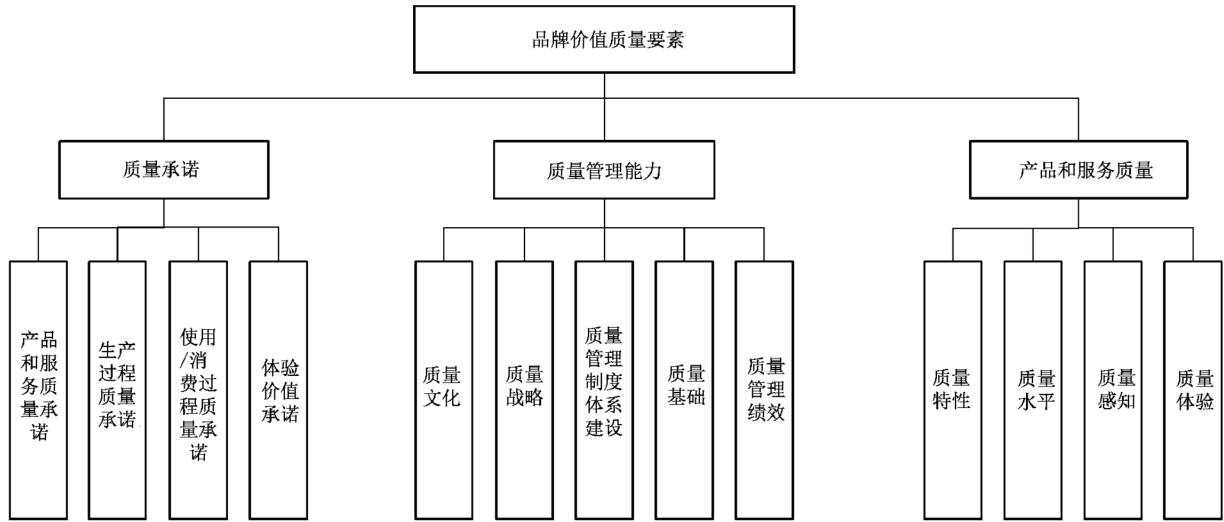 品牌价值质量要素
质量承诺
质量管理能力
产品和服务质量
产品
和服
务质
量承
诺
生产
过程
质量
承诺
使用
/消
费过
程质
量承
诺
体验
价值
承诺
质量
文化
质量
战略
质量
管理
制度
体系
建设
质量
基础
质量
管理
绩效
质量
特性
质量
水平
质量
感知
质量
体验